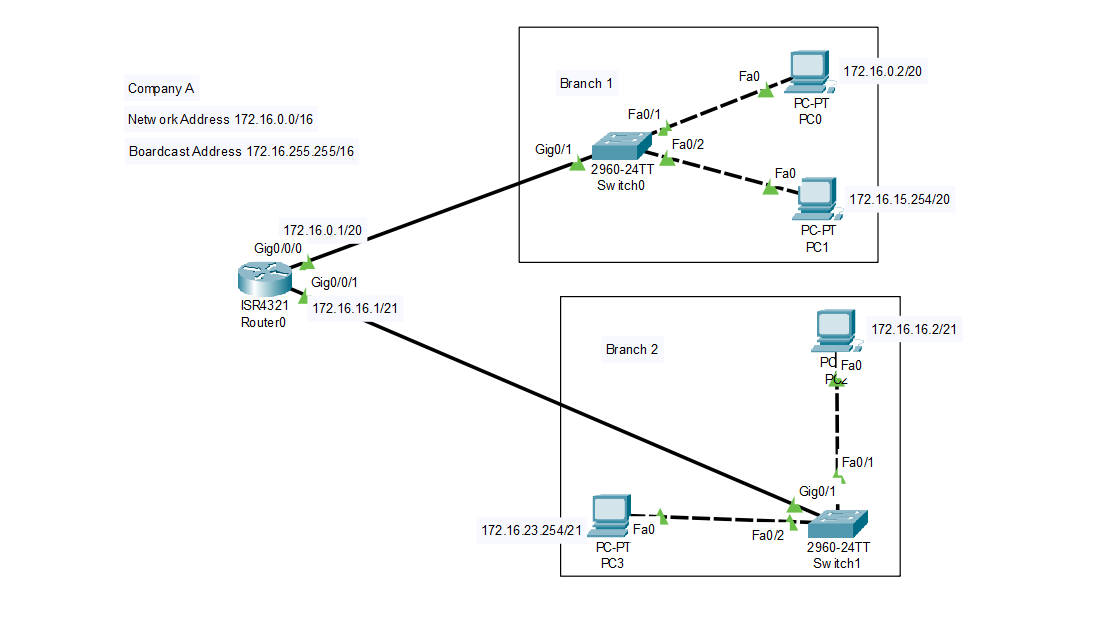 Company A
Network Address 172.16.0.0/16
Boardcast Address 172.16.255.255/16
Branch 1
Fa0
172.16.0.2/20
PC-PT
PC0
Fa0/1
Gig0/1
Fa0/2
2960-24TT
Switch0
Fa0
172.16.15.254/20
PC-PT
PC1
172.16.0.1/20
Gig0/0/0
Gig0/0/1
ISR4321
Router0
172.16.16.1/21
Branch 2
172.16.16.2/21
PC
Fa0
PC2
Fa0/1
Gig0/1
172.16.23.254/21
Fa0
Fa0/2
PC-PT
PC3
2960-24TT
Switch1